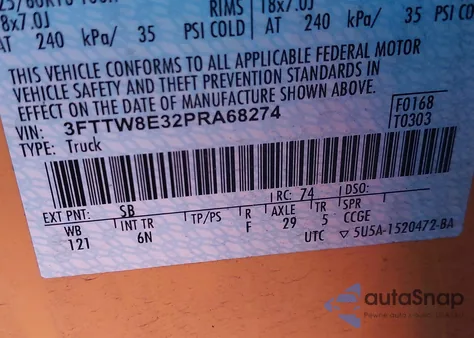 RIMS 18x7.0J
18x7.0J
AT 240 kPa/ 35 PSI COLD AT 240 kPa/ 35
THIS VEHICLE CONFORMS TO ALL APPLICABLE FEDERAL MOTOR
VEHICLE SAFETY AND THEFT PREVENTION STANDARDS IN
EFFECT ON THE DATE OF MANUFACTURE SHOWN ABOVE.
VIN: 3FTTW8E32PRA68274 F0168
TYPE: Truck T0303
EXT PNT: SB RC: 74 DSO:
WB INT TR TP/PS R AXLE TR SPR
121 6N F 29 5 CCGE
UTC ▽ 5U5A-1520472-BA
autoSnap